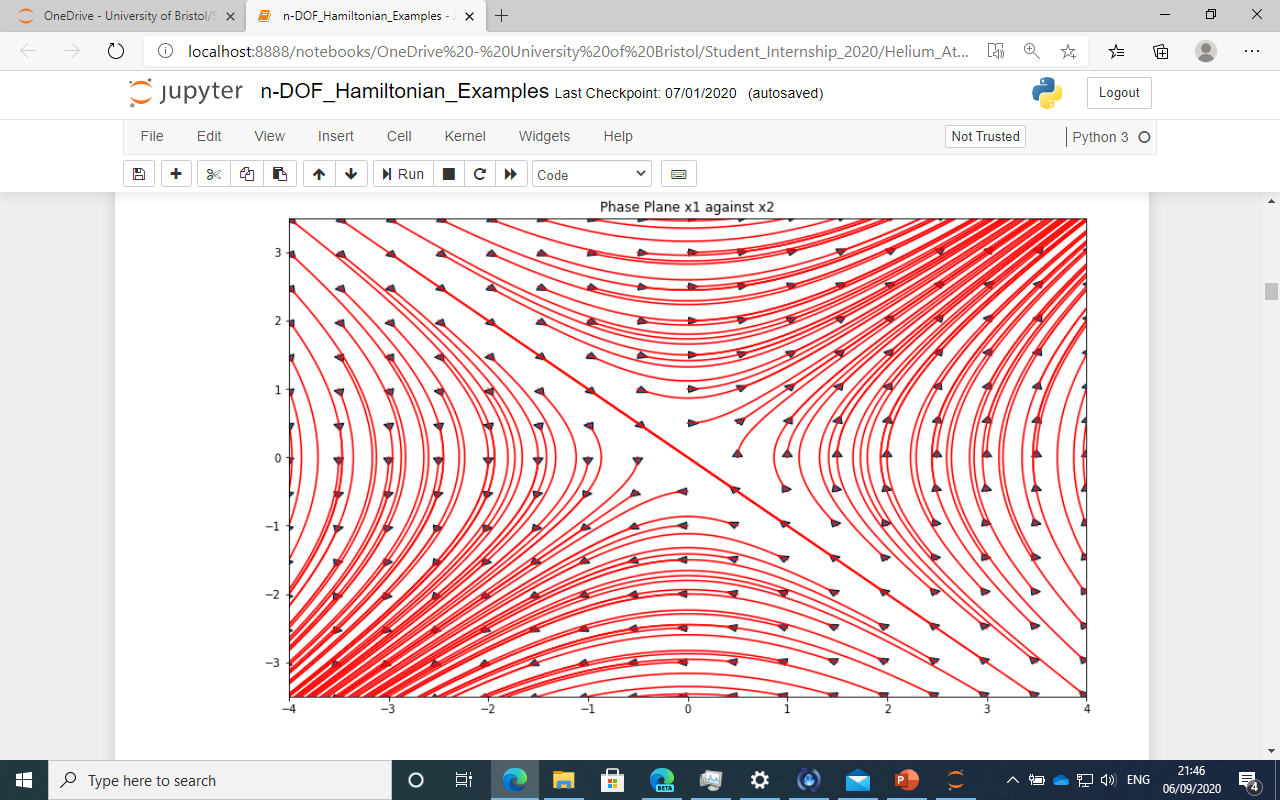 OneDrive - University of Bristol/S
n-DOF_Hamiltonian_Examples - J
localhost:8888/notebooks/OneDrive%20-%20University%20of%20Bristol/Student_Internship_2020/Helium_At...
jupyter n-DOF_Hamiltonian_Examples Last Checkpoint: 07/01/2020 (autosaved)
Logout
File Edit View Insert Cell Kernel Widgets Help
Not Trusted
Python 3
Run
Code
Phase Plane x1 against x2
3
2
1
0
−1
−2
−3
−4 −3 −2 −1 0 1 2 3 4
Type here to search
BETA
ENG
21:46
06/09/2020
4